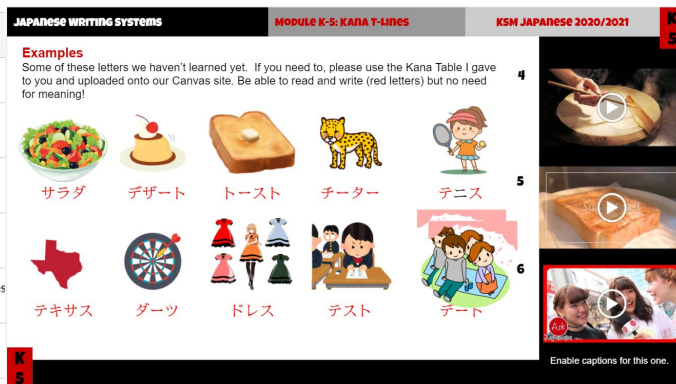 Japanese Writing Systems
Module K-5: Kana T-Lines
KSM Japanese 2020/2021
K
5
Examples
Some of these letters we haven't learned yet.  If you need to, please use the Kana Table I gave
to you and uploaded onto our Canvas site. Be able to read and write (red letters) but no need
for meaning!
4
サラダ
デザート
トースト
チーター
テニス
5
テキサス
ダーツ
ドレス
テスト
デート
6
Ask
Enable captions for this one.
K
5